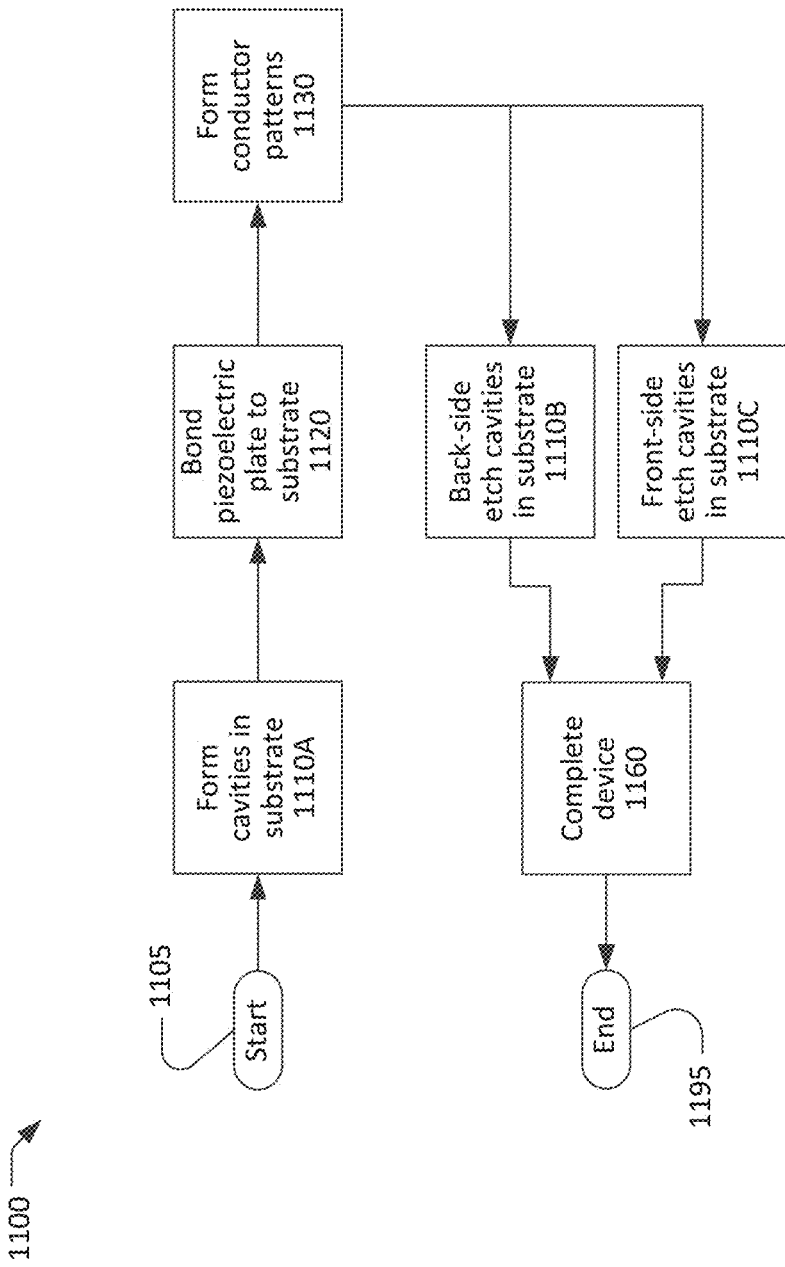 1100
1105
Start
Form
cavities in
substrate
1110A
Bond
piezoelectric
plate to
substrate
1120
Form
conductor
patterns
1130
Back-side
etch cavities
in substrate
1110B
Front-side
etch cavities
in substrate
1110C
Complete
device
1160
End
1195